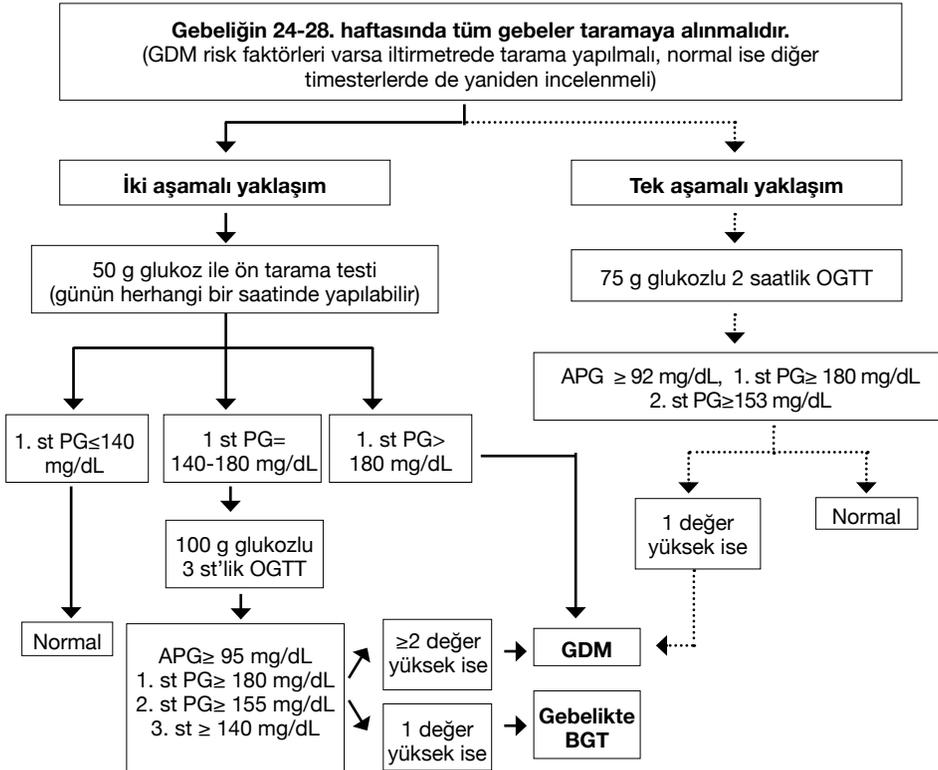 Gebeliğin 24-28. haftasında tüm gebeler taramaya alınmalıdır.
(GDM risk faktörleri varsa iltirmetrede tarama yapılmalı, normal ise diğer
timesterlerde de yaniden incelenmeli)
İki aşamalı yaklaşım
Tek aşamalı yaklaşım
50 g glukoz ile ön tarama testi
(günün herhangi bir saatinde yapılabilir)
75 g glukozlu 2 saatlik OGTT
APG ≥ 92 mg/dL, 1. st PG≥ 180 mg/dL
2. st PG≥153 mg/dL
1. st PG≤140
mg/dL
1 st PG=
140-180 mg/dL
1. st PG>
180 mg/dL
1 değer
yüksek ise
Normal
100 g glukozlu
3 st'lik OGTT
Normal
APG≥ 95 mg/dL
1. st PG≥ 180 mg/dL
2. st PG≥ 155 mg/dL
3. st ≥ 140 mg/dL
≥2 değer
yüksek ise
GDM
1 değer
yüksek ise
Gebelikte
BGT